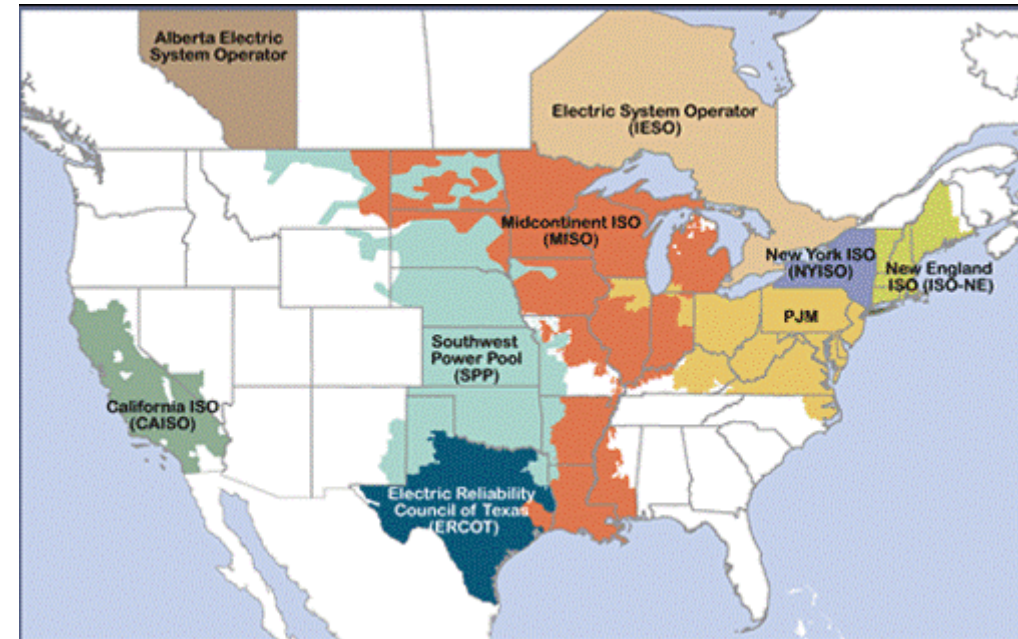 Alberta Electric
System Operator
Electric System Operator
(IESO)
Midcontinent ISO
(MISO)
New York ISO
(NYISO)
New England
ISO (ISO-NE)
PJM
Southwest
Power Pool
(SPP)
California ISO
(CAISO)
Electric Reliability
Council of Texas
(ERCOT)